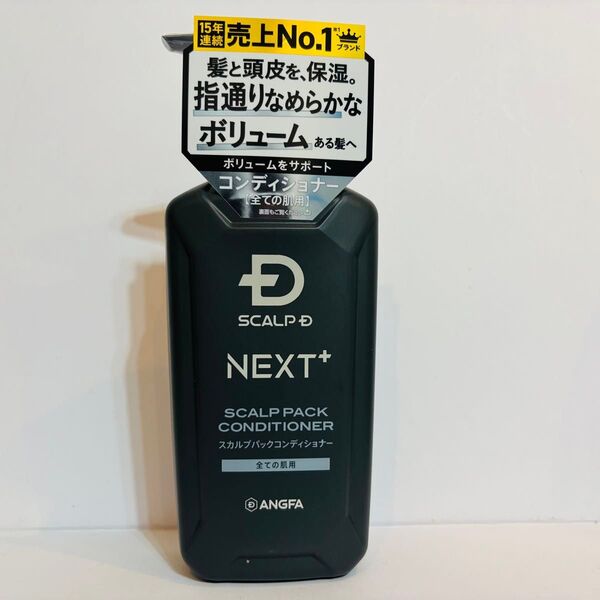 15年
連続 売上No.1 ※1
ブランド
髪と頭皮を、保湿。
指通りなめらかな
ボリューム ある髪へ
ボリュームをサポート
コンディショナー
【全ての肌用】
SCALP D
NEXT+
SCALP PACK
CONDITIONER
スカルプパックコンディショナー
全ての肌用
ANGFA